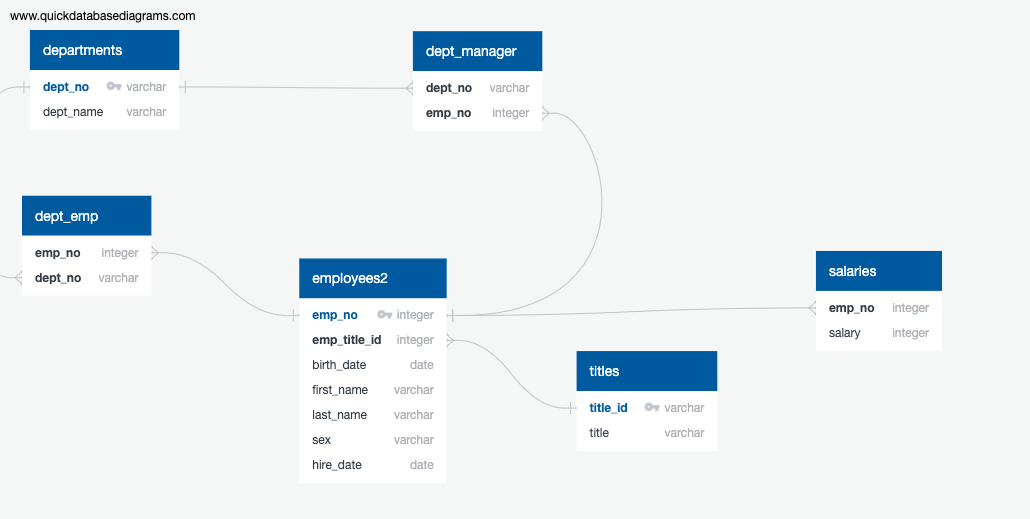 www.quickdatabasediagrams.com
departments
dept_no varchar
dept_name varchar
dept_manager
dept_no varchar
emp_no integer
dept_emp
emp_no integer
dept_no varchar
employees2
emp_no integer
emp_title_id integer
birth_date date
first_name varchar
last_name varchar
sex varchar
hire_date date
salaries
emp_no integer
salary integer
titles
title_id varchar
title varchar